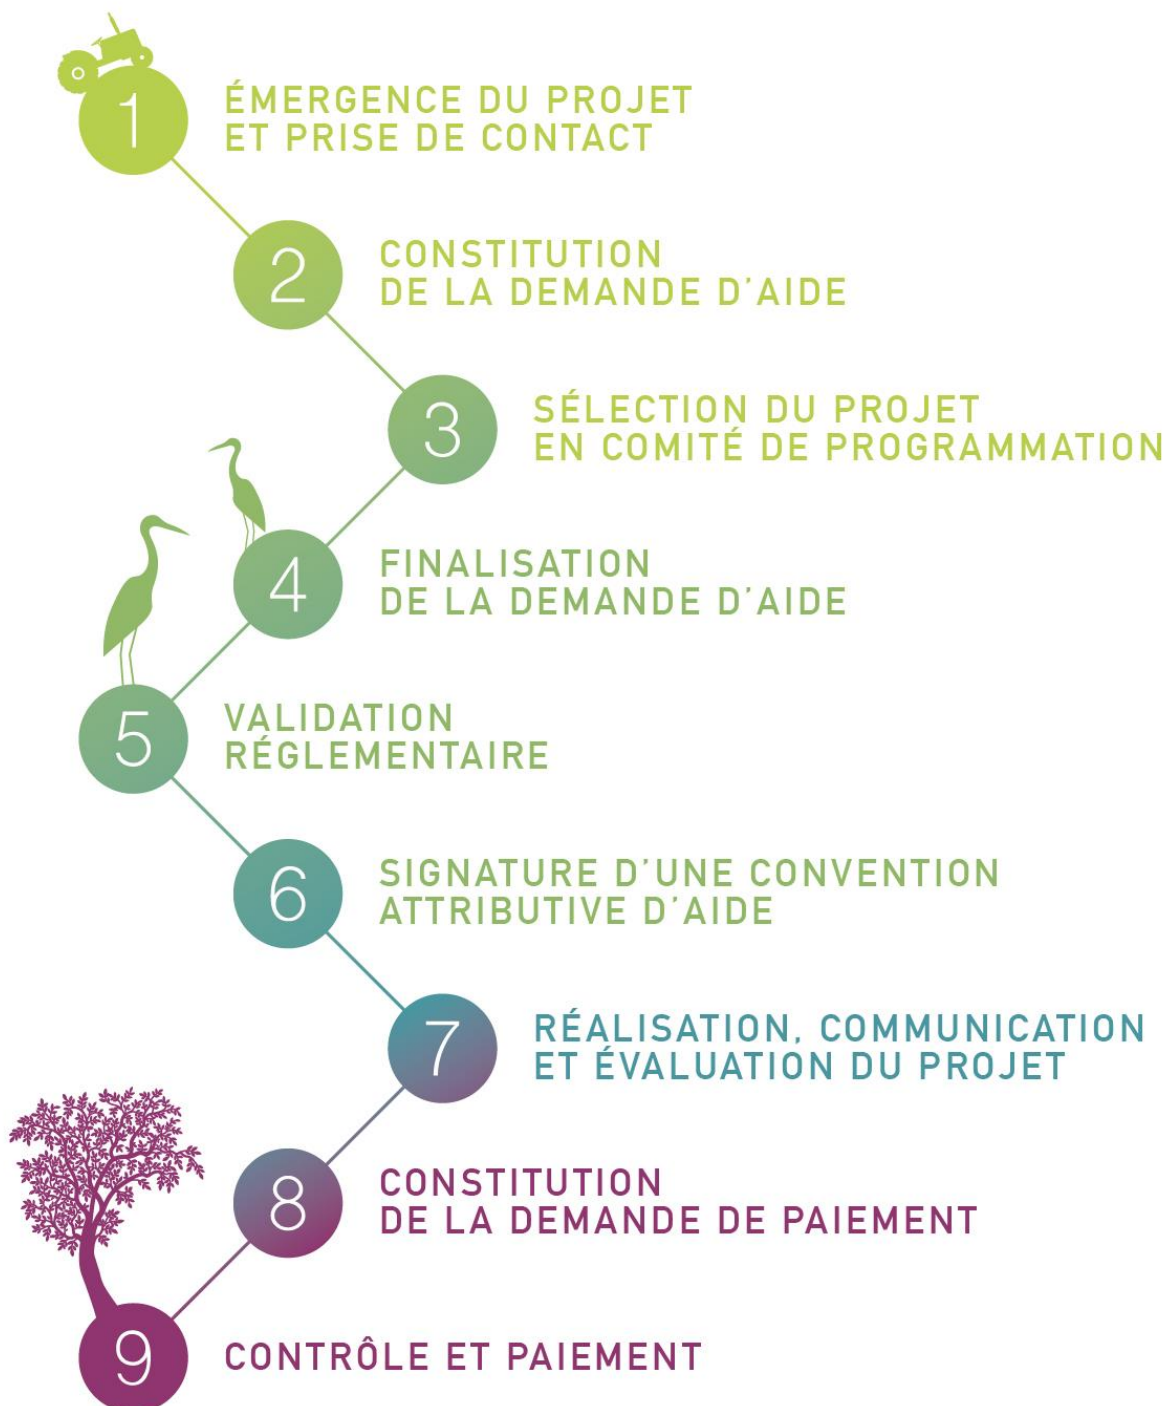 1
ÉMERGENCE DU PROJET
ET PRISE DE CONTACT
2
CONSTITUTION
DE LA DEMANDE D'AIDE
3
SÉLECTION DU PROJET
EN COMITÉ DE PROGRAMMATION
4
FINALISATION
DE LA DEMANDE D'AIDE
5
VALIDATION
RÉGLEMENTAIRE
6
SIGNATURE D'UNE CONVENTION
ATTRIBUTIVE D'AIDE
7
RÉALISATION, COMMUNICATION
ET ÉVALUATION DU PROJET
8
CONSTITUTION
DE LA DEMANDE DE PAIEMENT
9
CONTRÔLE ET PAIEMENT